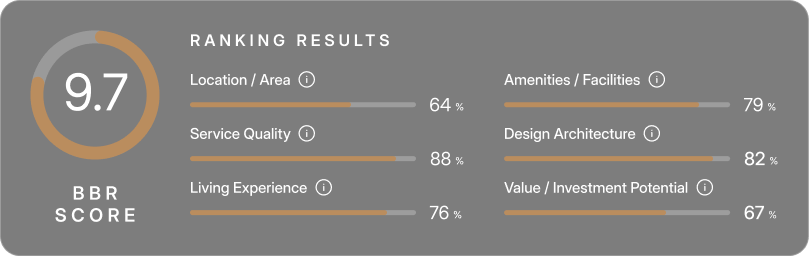 9.7
BBR
SCORE
RANKING RESULTS
Location / Area
64 %
Service Quality
88 %
Living Experience
76 %
Amenities / Facilities
79 %
Design Architecture
82 %
Value / Investment Potential
67 %